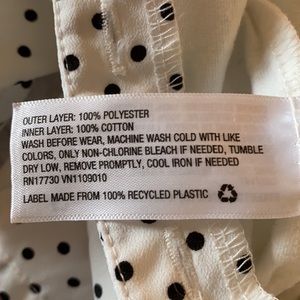 OUTER LAYER: 100% POLYESTER
INNER LAYER: 100% COTTON
WASH BEFORE WEAR, MACHINE WASH COLD WITH LIKE
COLORS, ONLY NON-CHLORINE BLEACH IF NEEDED, TUMBLE
DRY LOW, REMOVE PROMPTLY, COOL IRON IF NEEDED
RN17730 VN1109010
LABEL MADE FROM 100% RECYCLED PLASTIC